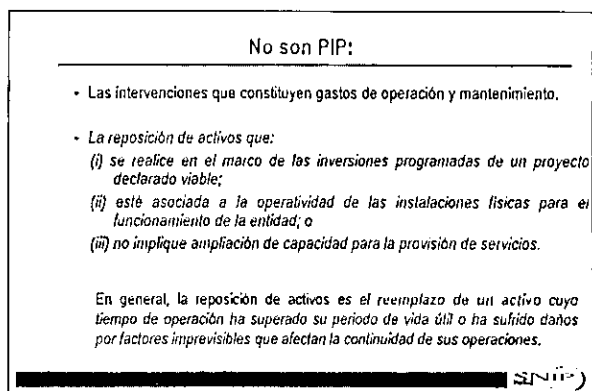 No son PIP:
• Las intervenciones que constituyen gastos de operación y mantenimiento.
• La reposición de activos que:
(i) se realice en el marco de las inversiones programadas de un proyecto
declarado viable;
(ii) esté asociada a la operatividad de las instalaciones físicas para el
funcionamiento de la entidad; o
(iii) no implique ampliación de capacidad para la provisión de servicios.
En general, la reposición de activos es el reemplazo de un activo cuyo
tiempo de operación ha superado su periodo de vida útil o ha sufrido daños
por factores imprevisibles que afectan la continuidad de sus operaciones.
SNiP